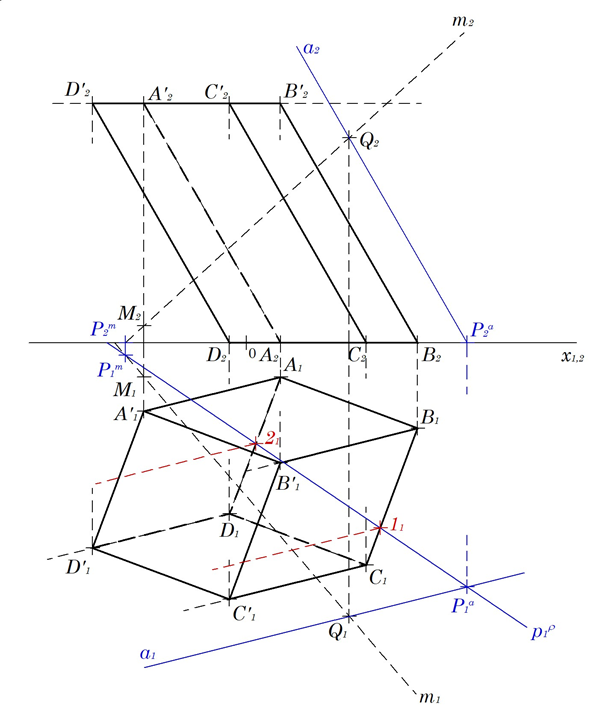 m₂
a₂
D'₂ A'₂ C'₂ B'₂
Q₂
M₂
P₂ᵐ P₂ᵃ
D₂ 0 A₂ C₂ B₂ x₁,₂
P₁ᵐ
A₁
M₁
A'₁ B₁
2₁
B'₁
D₁ 1₁
D'₁ C₁
C'₁ P₁ᵃ
Q₁ p₁ᵖ
a₁
m₁